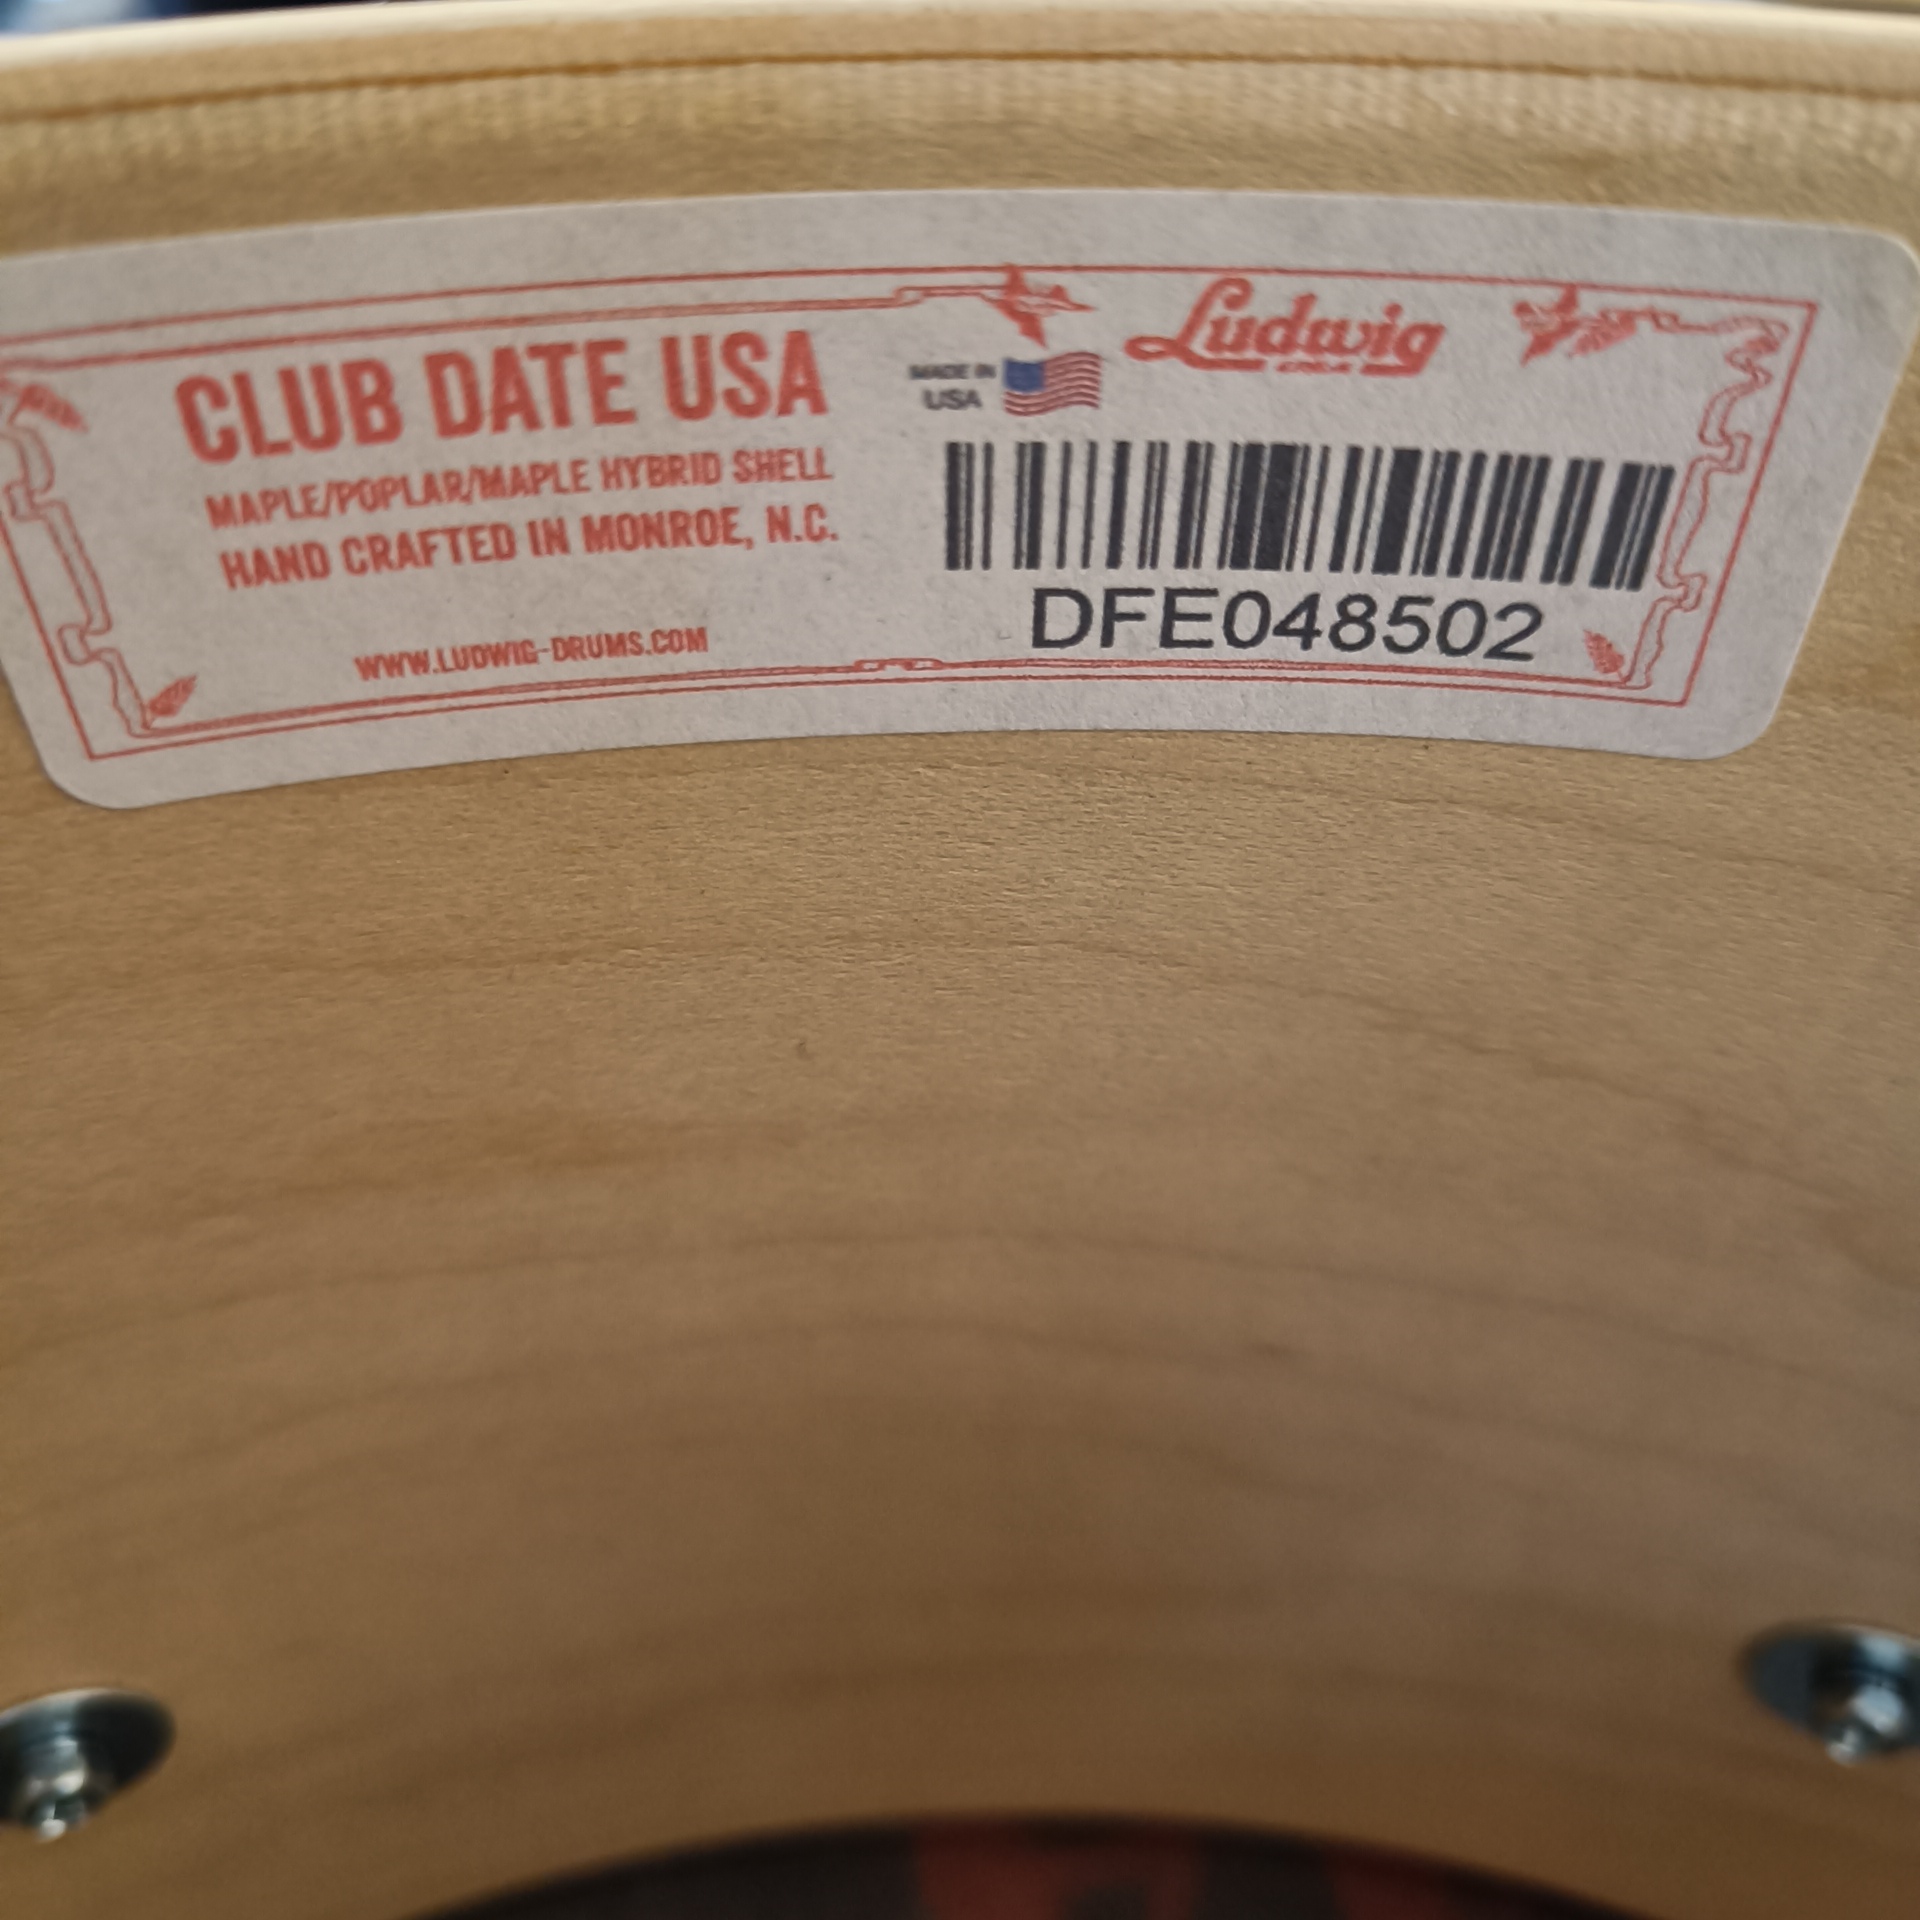 CLUB DATE USA
MAPLE/POPLAR/MAPLE HYBRID SHELL
HAND CRAFTED IN MONROE, N.C.
WWW.LUDWIG-DRUMS.COM
Ludwig
USA
MADE IN
USA
DFE048502